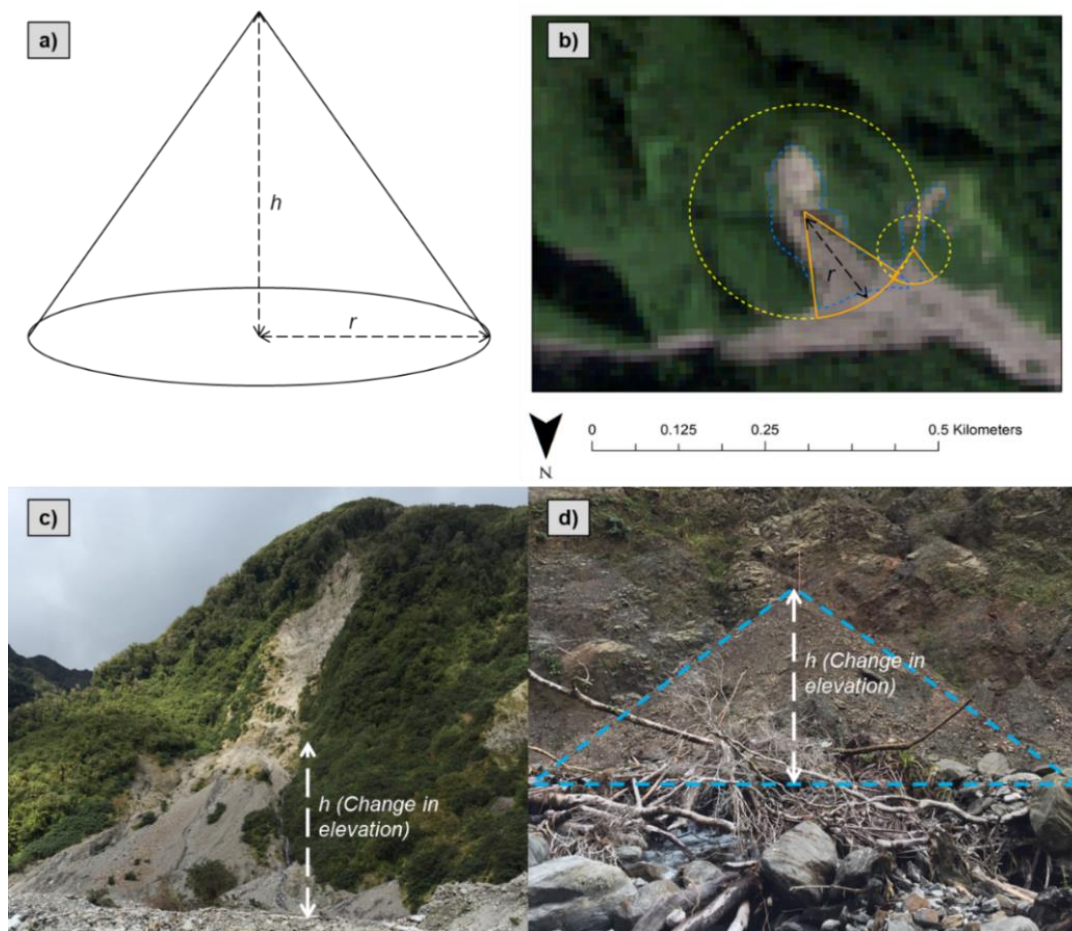 a)
h
r
b)
r
N
0 0.125 0.25 0.5 Kilometers
c)
h (Change in
elevation)
d)
h (Change in
elevation)